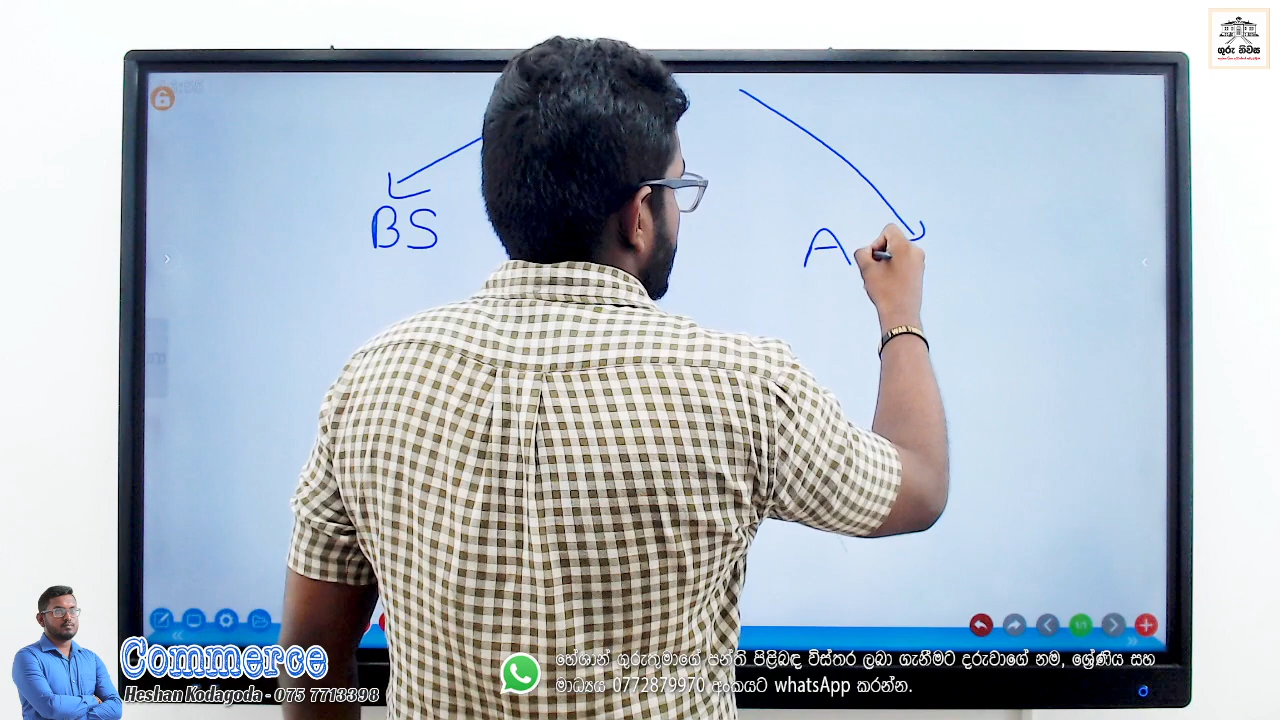 ගුරු නිවස
BS
A
Commerce
Heshan Kodagoda - 075 7713398
හේශාන් ගුරුතුමාගේ පන්ති පිළිබඳ විස්තර ලබා ගැනීමට දරුවාගේ නම, ශ්‍රේණිය සහ
මාධ්‍යය 0772879970 අංකයට whatsApp කරන්න.